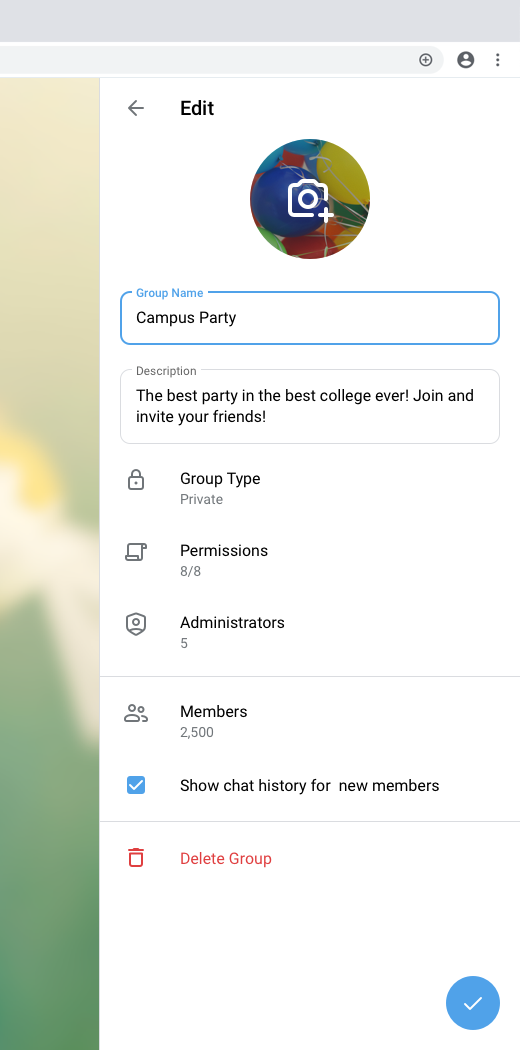 Edit
Group Name
Campus Party
Description
The best party in the best college ever! Join and
invite your friends!
Group Type
Private
Permissions
8/8
Administrators
5
Members
2,500
Show chat history for  new members
Delete Group